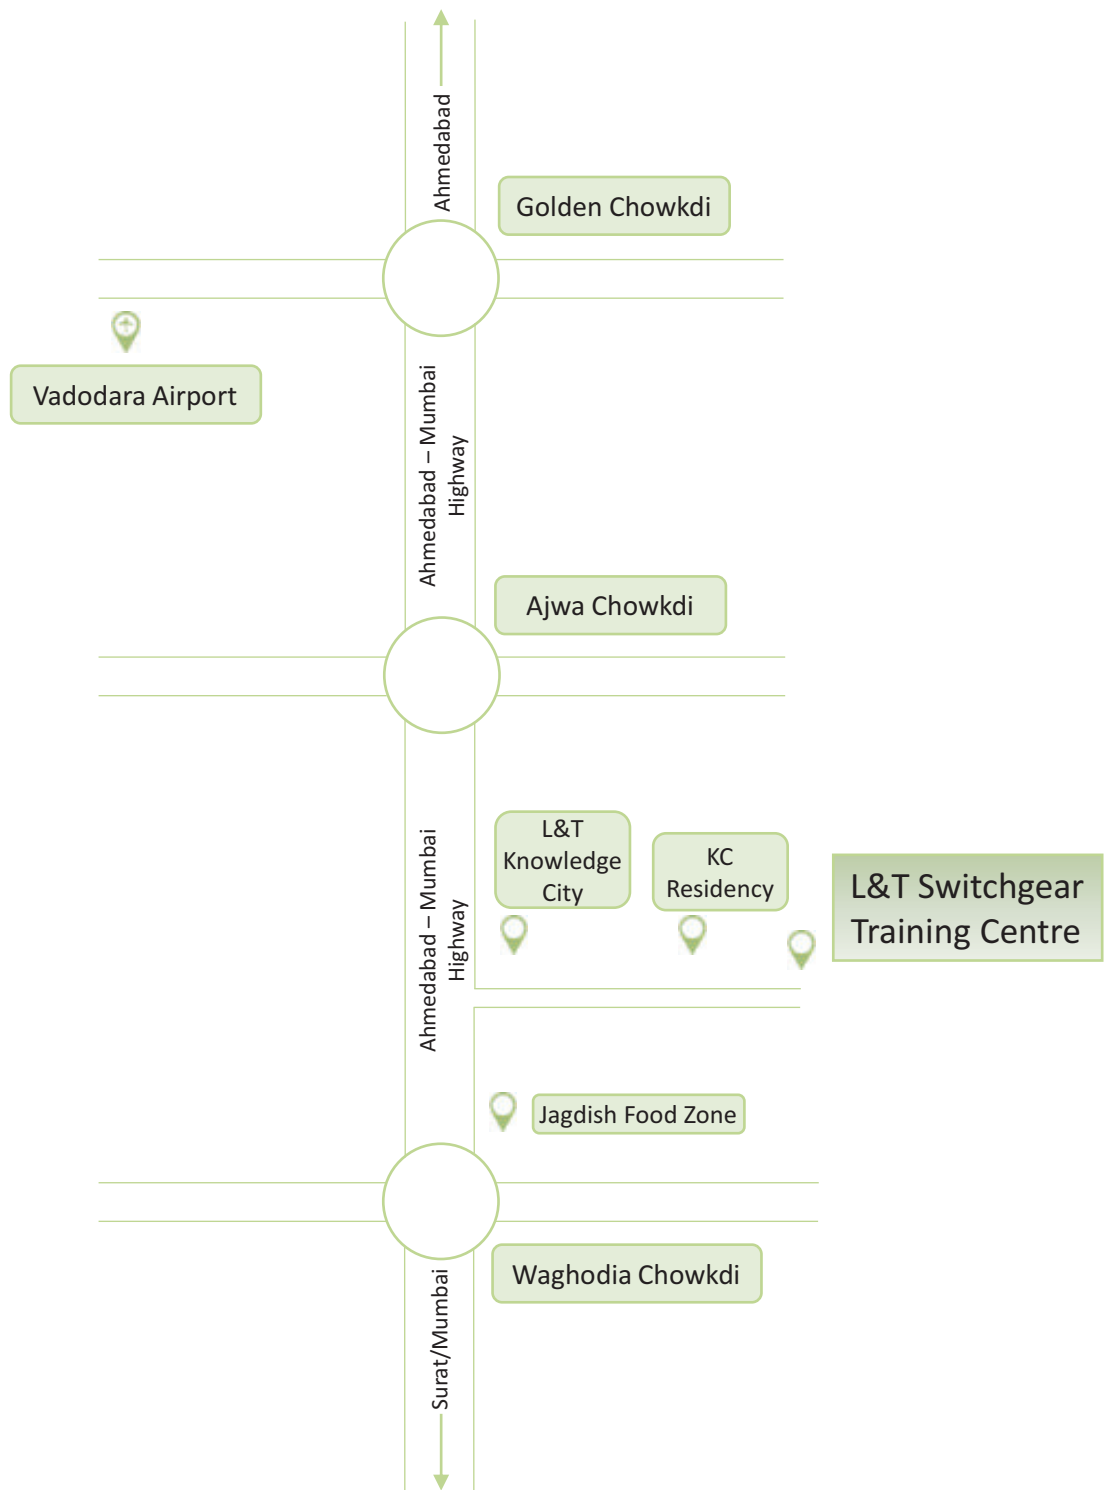 Ahmedabad
Golden Chowkdi
Vadodara Airport
Ahmedabad – Mumbai
Highway
Ajwa Chowkdi
L&T
Knowledge
City
KC
Residency
L&T Switchgear
Training Centre
Ahmedabad – Mumbai
Highway
Jagdish Food Zone
Waghodia Chowkdi
Surat/Mumbai